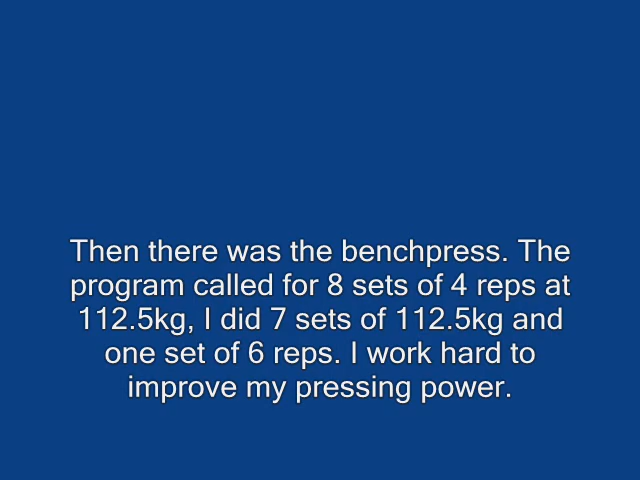 Then there was the benchpress. The
program called for 8 sets of 4 reps at
112.5kg, I did 7 sets of 112.5kg and
one set of 6 reps. I work hard to
improve my pressing power.